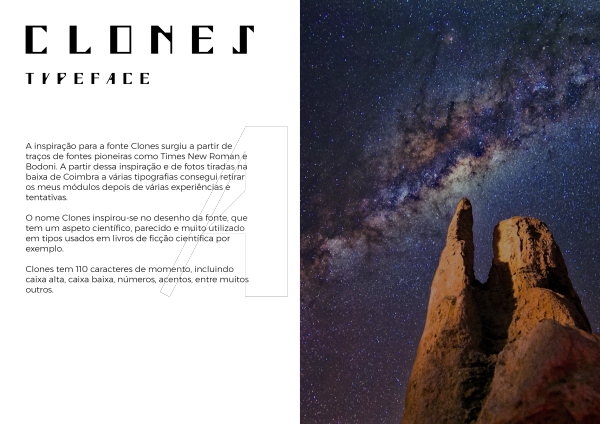 CLONES
TYPEFACE
A inspiração para a fonte Clones surgiu a partir de
traços de fontes pioneiras como Times New Roman e
Bodoni. A partir dessa inspiração e de fotos tiradas na
baixa de Coimbra a várias tipografias consegui retirar
os meus módulos depois de várias experiências e
tentativas.
O nome Clones inspirou-se no desenho da fonte, que
tem um aspeto científico, parecido e muito utilizado
em tipos usados em livros de ficção científica por
exemplo.
Clones tem 110 caracteres de momento, incluindo
caixa alta, caixa baixa, números, acentos, entre muitos
outros.